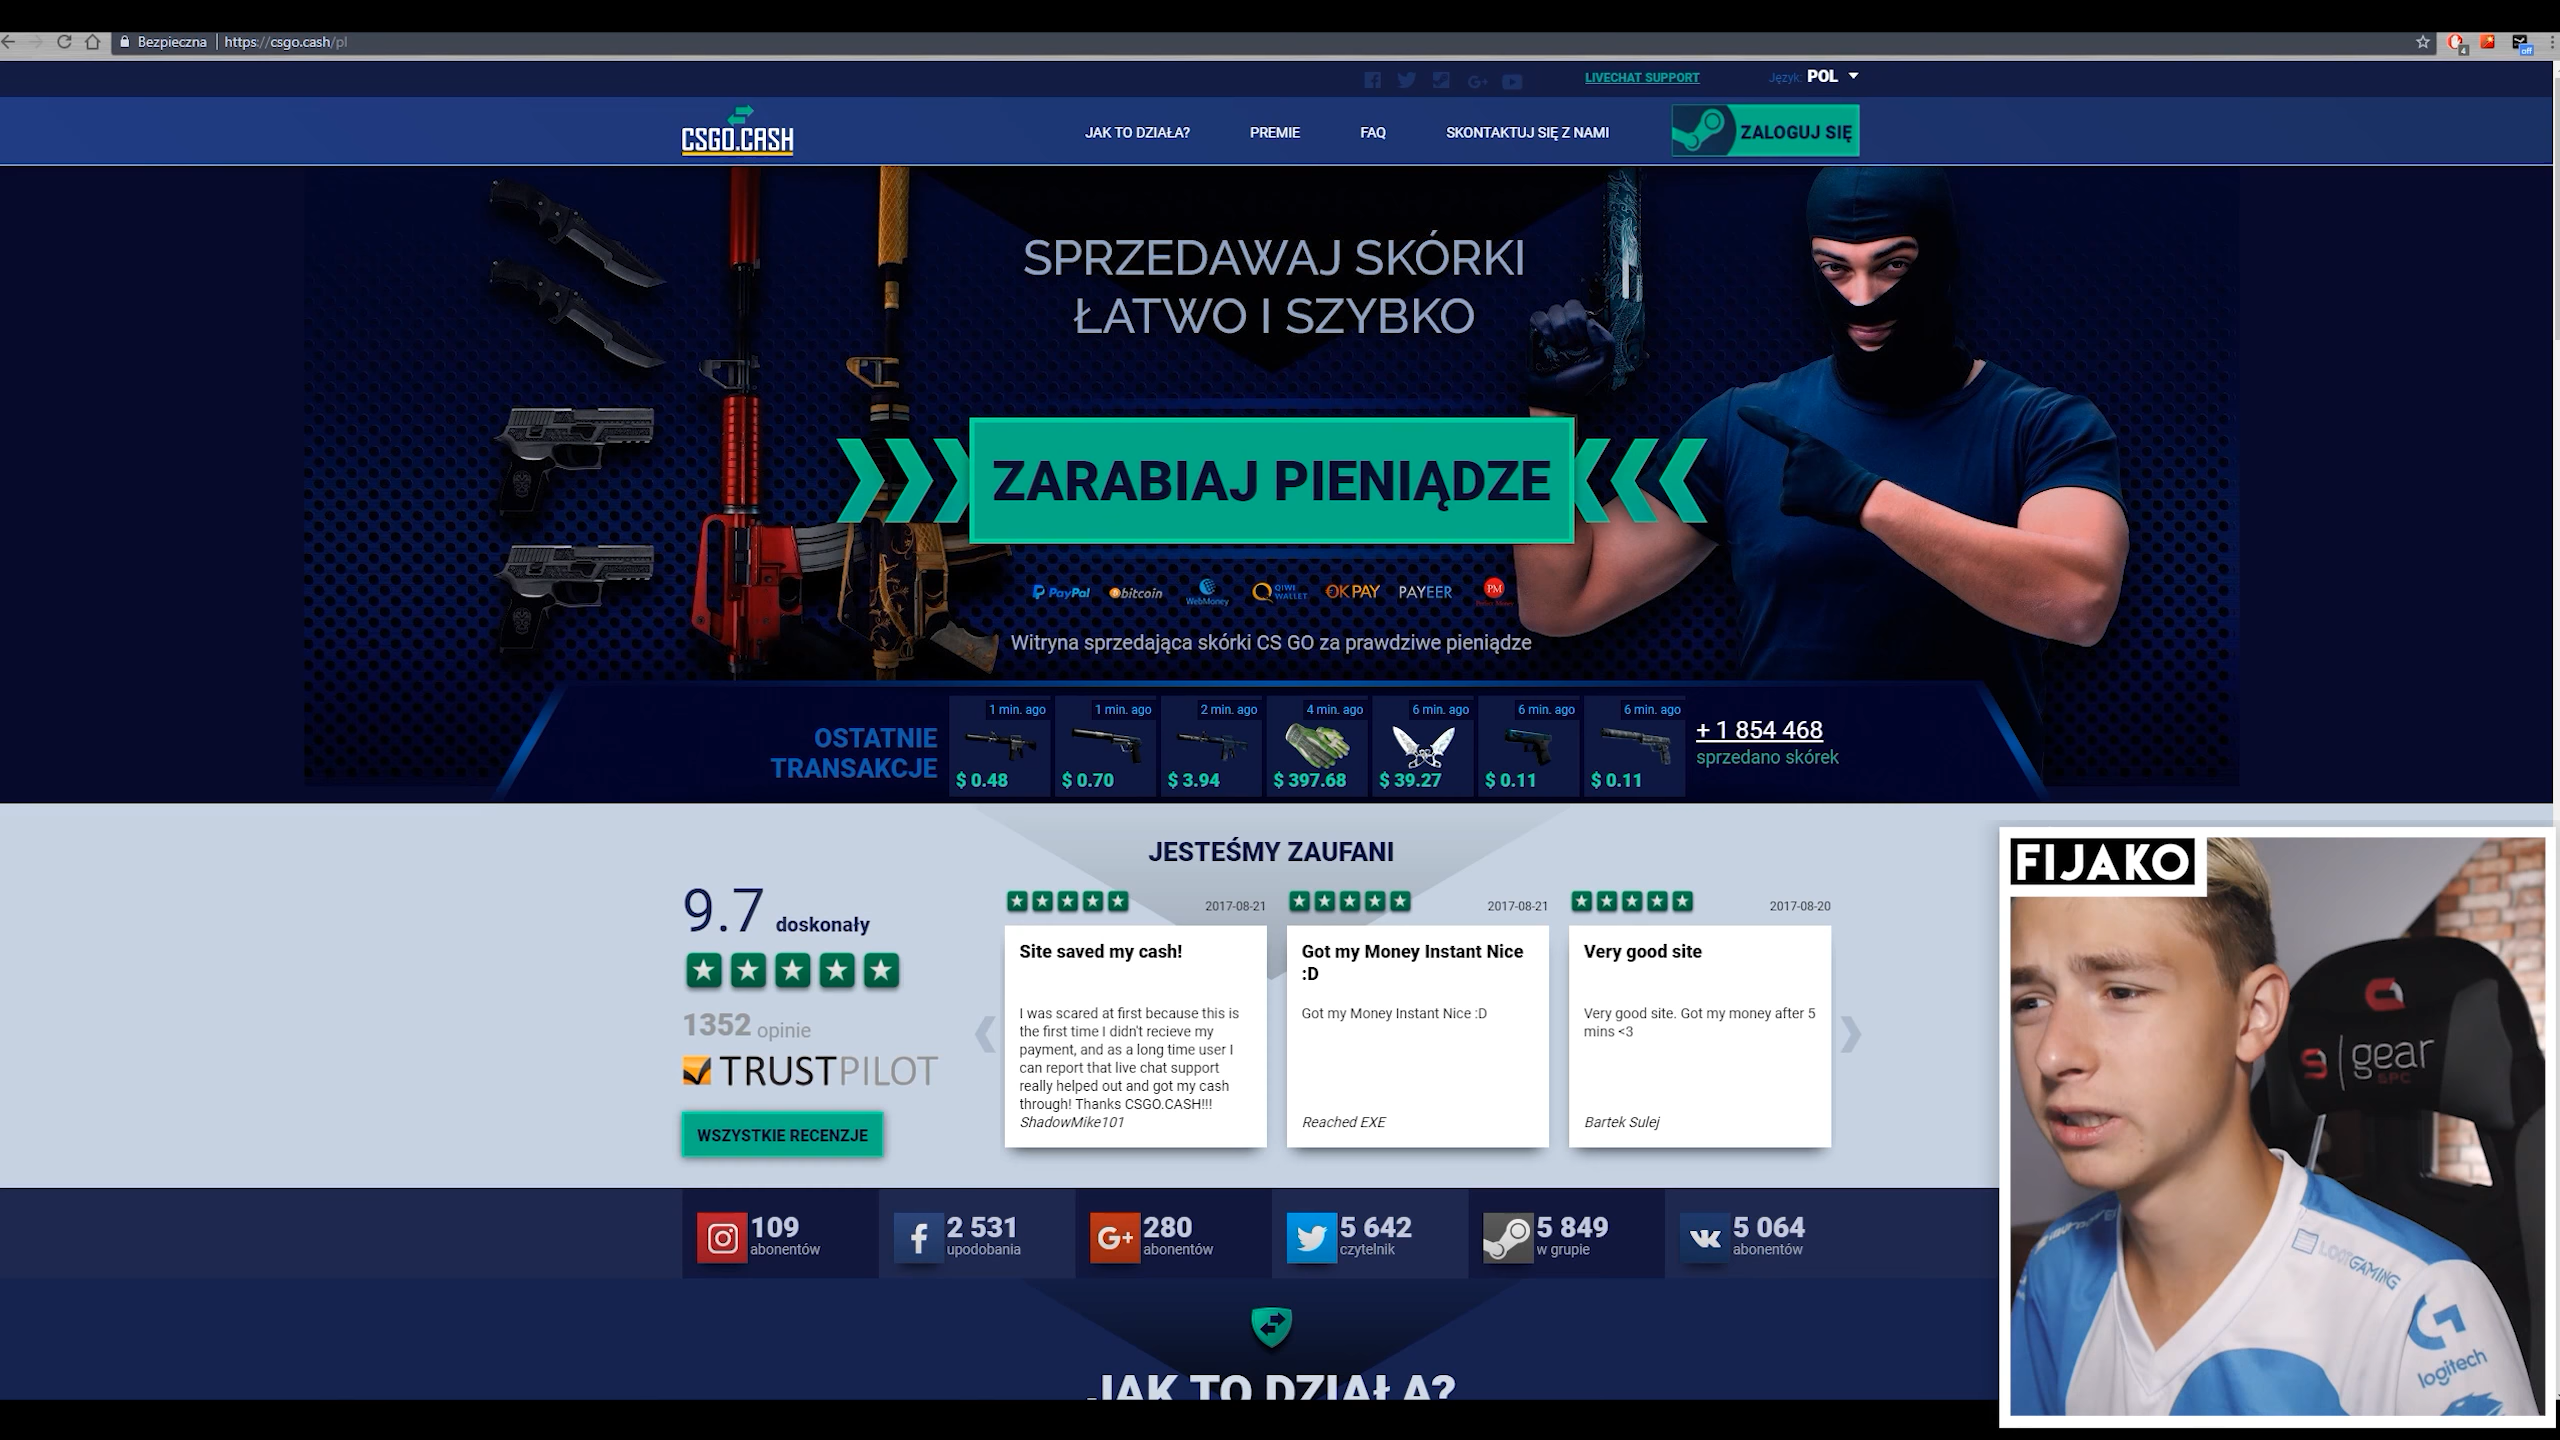 Bezpieczna
https://csgo.cash/pl
LIVECHAT SUPPORT
Język: POL
CSGO.CASH
JAK TO DZIAŁA?
PREMIE
FAQ
SKONTAKTUJ SIĘ Z NAMI
ZALOGUJ SIĘ
SPRZEDAWAJ SKÓRKI
ŁATWO I SZYBKO
ZARABIAJ PIENIĄDZE
PayPal
bitcoin
WebMoney
QIWI WALLET
OKPAY
PAYEER
PM
Witryna sprzedająca skórki CS GO za prawdziwe pieniądze
OSTATNIE
TRANSAKCJE
1 min. ago
$ 0.48
1 min. ago
$ 0.70
2 min. ago
$ 3.94
4 min. ago
$ 397.68
6 min. ago
$ 39.27
6 min. ago
$ 0.11
6 min. ago
$ 0.11
+ 1 854 468
sprzedano skórek
JESTEŚMY ZAUFANI
9.7 doskonały
1352 opinie
TRUSTPILOT
WSZYSTKIE RECENZJE
2017-08-21
Site saved my cash!
I was scared at first because this is
the first time I didn't recieve my
payment, and as a long time user I
can report that live chat support
really helped out and got my cash
through! Thanks CSGO.CASH!!!
ShadowMike101
2017-08-21
Got my Money Instant Nice
:D
Got my Money Instant Nice :D
Reached EXE
2017-08-20
Very good site
Very good site. Got my money after 5
mins <3
Bartek Sulej
109
abonentów
2 531
upodobania
G+
280
abonentów
5 642
czytelnik
5 849
w grupie
5 064
abonentów
JAK TO DZIAŁA?
FIJAKO
gear
SPC
LOOTGAMING
logitech